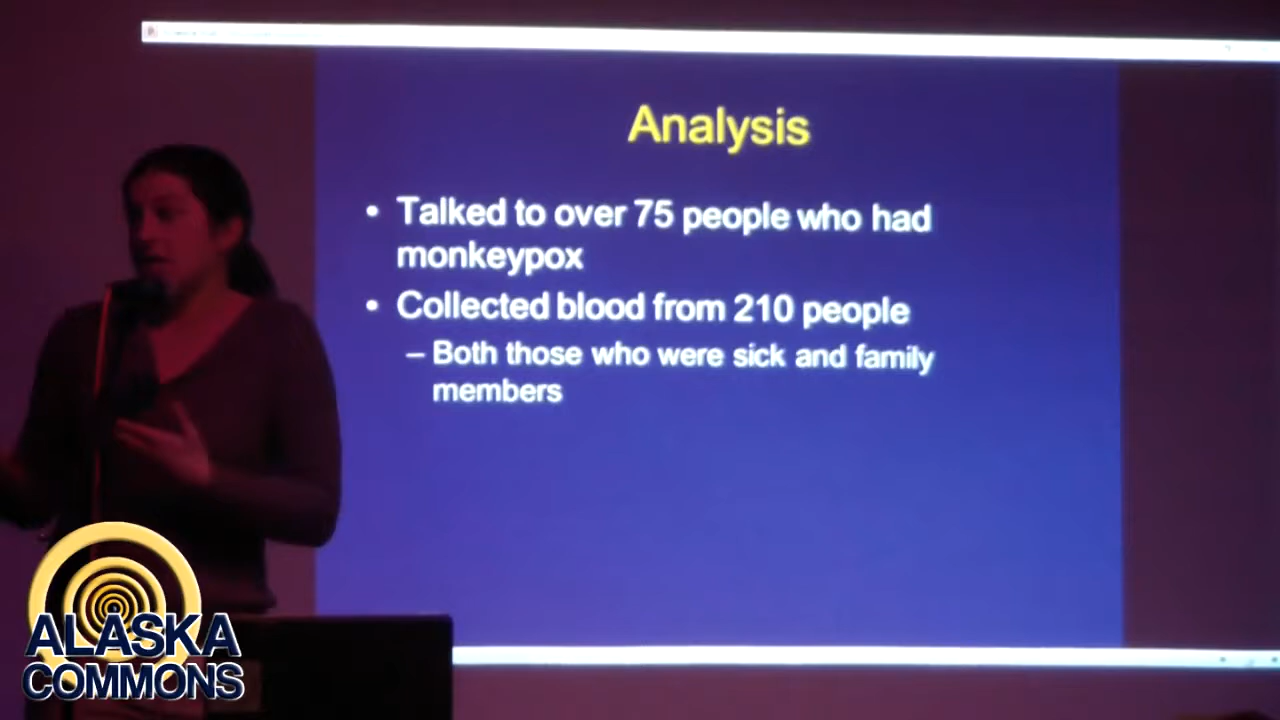 Analysis
• Talked to over 75 people who had
monkeypox
• Collected blood from 210 people
– Both those who were sick and family
members
ALASKA
COMMONS